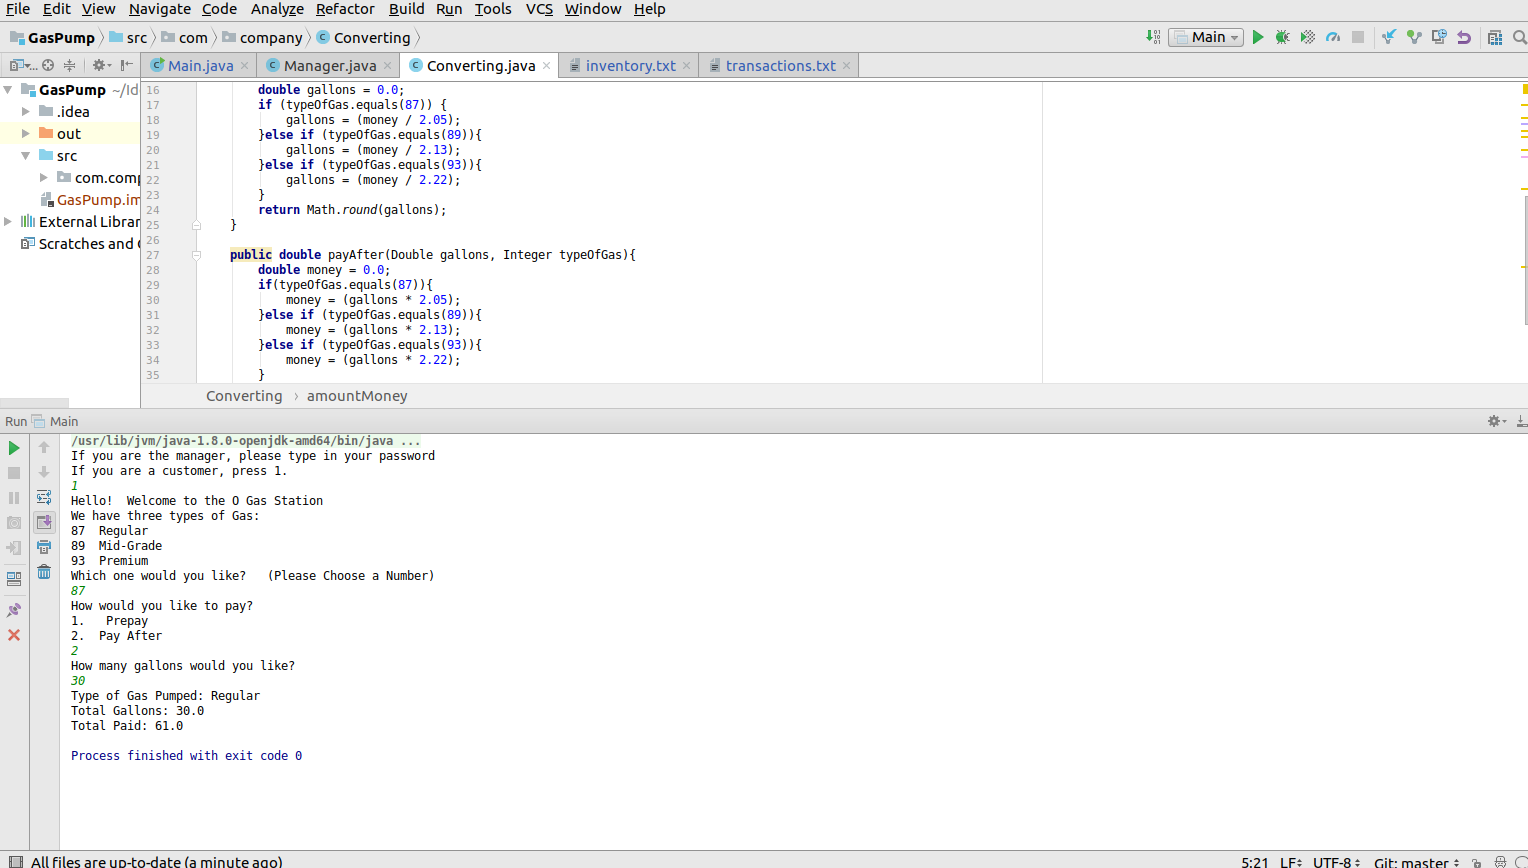 File Edit View Navigate Code Analyze Refactor Build Run Tools VCS Window Help
GasPump src com company Converting Main
Main.java Manager.java Converting.java inventory.txt transactions.txt
GasPump ~/Id
.idea
out
src
com.comp
GasPump.im
External Librar
Scratches and
16 double gallons = 0.0;
17 if (typeOfGas.equals(87)) {
18 gallons = (money / 2.05);
19 }else if (typeOfGas.equals(89)){
20 gallons = (money / 2.13);
21 }else if (typeOfGas.equals(93)){
22 gallons = (money / 2.22);
23 }
24 return Math.round(gallons);
25 }
26
27 public double payAfter(Double gallons, Integer typeOfGas){
28 double money = 0.0;
29 if(typeOfGas.equals(87)){
30 money = (gallons * 2.05);
31 }else if (typeOfGas.equals(89)){
32 money = (gallons * 2.13);
33 }else if (typeOfGas.equals(93)){
34 money = (gallons * 2.22);
35 }
Converting › amountMoney
Run Main
/usr/lib/jvm/java-1.8.0-openjdk-amd64/bin/java ...
If you are the manager, please type in your password
If you are a customer, press 1.
1
Hello!  Welcome to the O Gas Station
We have three types of Gas:
87  Regular
89  Mid-Grade
93  Premium
Which one would you like?   (Please Choose a Number)
87
How would you like to pay?
1.   Prepay
2.  Pay After
2
How many gallons would you like?
30
Type of Gas Pumped: Regular
Total Gallons: 30.0
Total Paid: 61.0
Process finished with exit code 0
All files are up-to-date (a minute ago) 5:21 LF UTF-8 Git: master